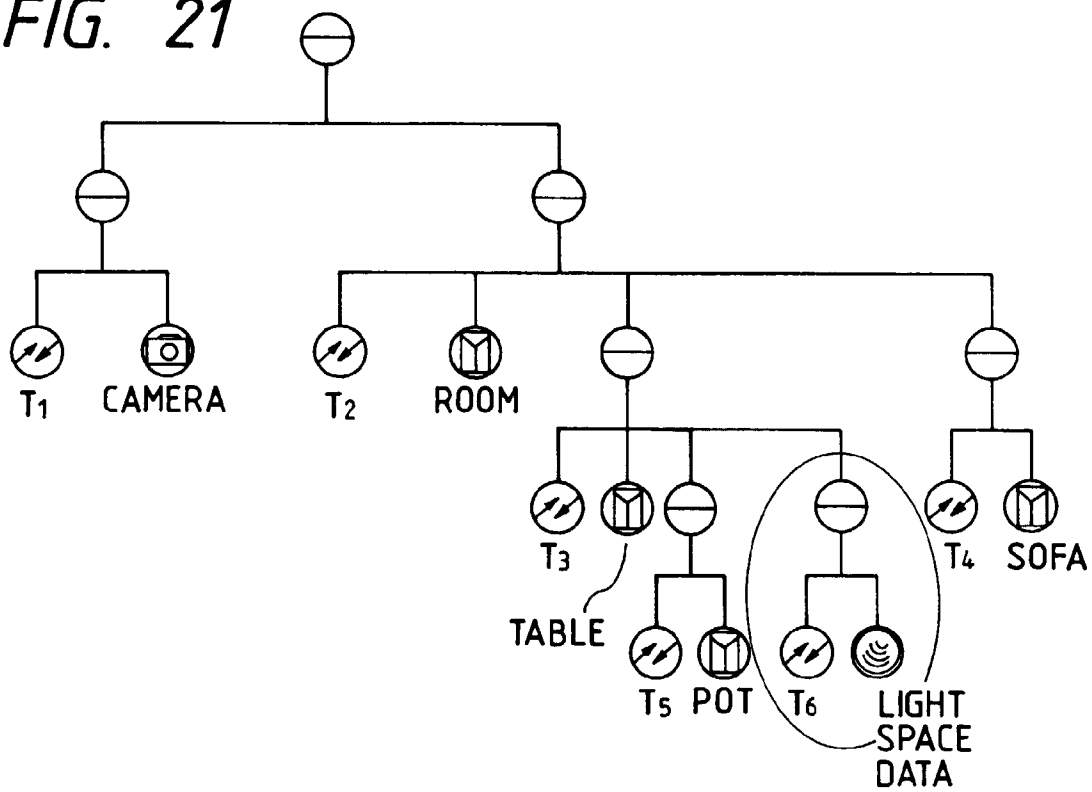 FIG. 21
T1 CAMERA T2 ROOM
T3 T4 SOFA
TABLE
T5 POT T6 LIGHT
SPACE
DATA